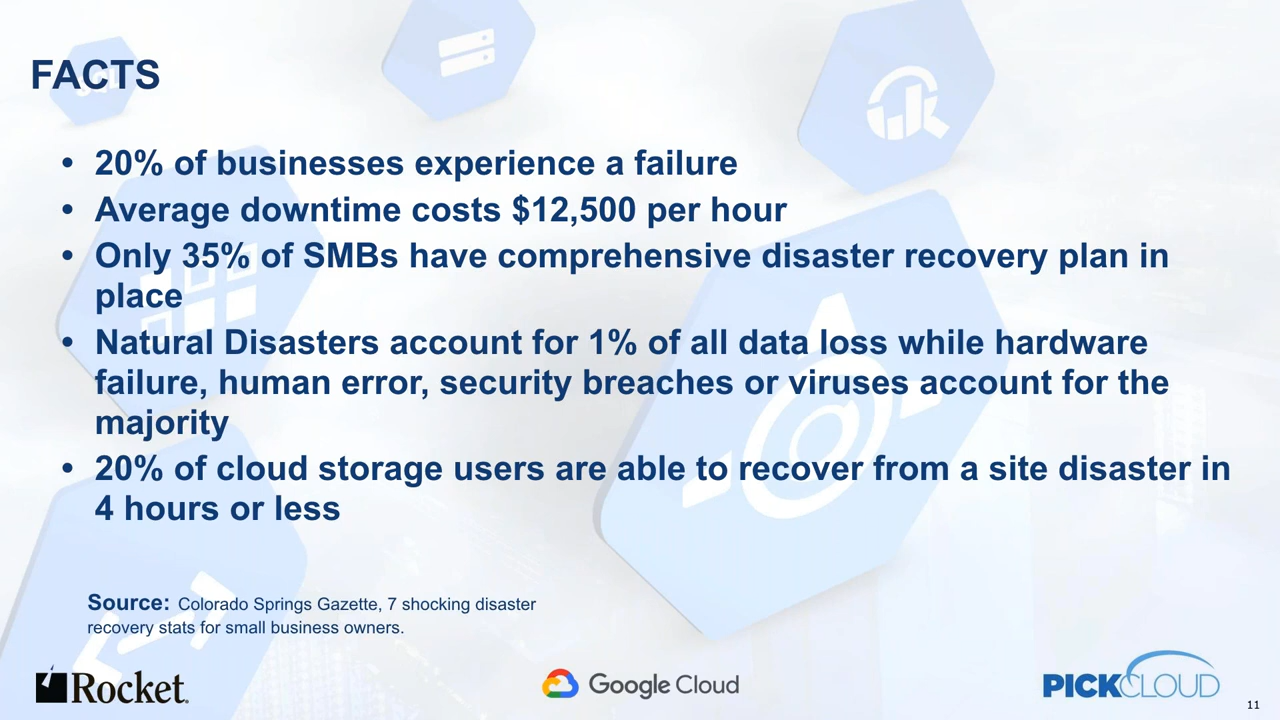 FACTS
• 20% of businesses experience a failure
• Average downtime costs $12,500 per hour
• Only 35% of SMBs have comprehensive disaster recovery plan in
place
• Natural Disasters account for 1% of all data loss while hardware
failure, human error, security breaches or viruses account for the
majority
• 20% of cloud storage users are able to recover from a site disaster in
4 hours or less
Source: Colorado Springs Gazette, 7 shocking disaster
recovery stats for small business owners.
Rocket.
Google Cloud
PICKCLOUD
11